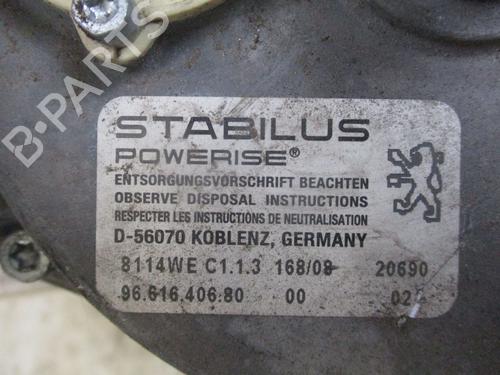 B-PARTS
STABILUS
POWERISE®
ENTSORGUNGSVORSCHRIFT BEACHTEN
OBSERVE DISPOSAL INSTRUCTIONS
RESPECTER LES INSTRUCTIONS DE NEUTRALISATION
D-56070 KOBLENZ, GERMANY
8114WE C1.1.3 168/08 20690
96.616.406.80 00